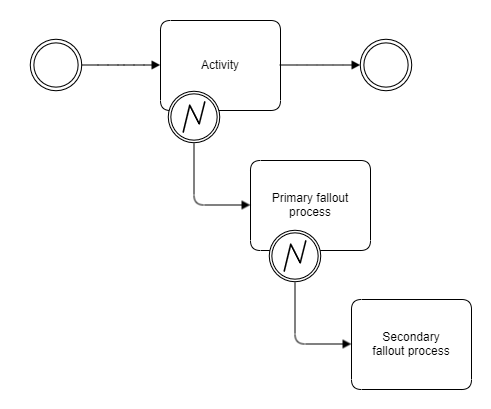 Activity
Primary fallout
process
Secondary
fallout process